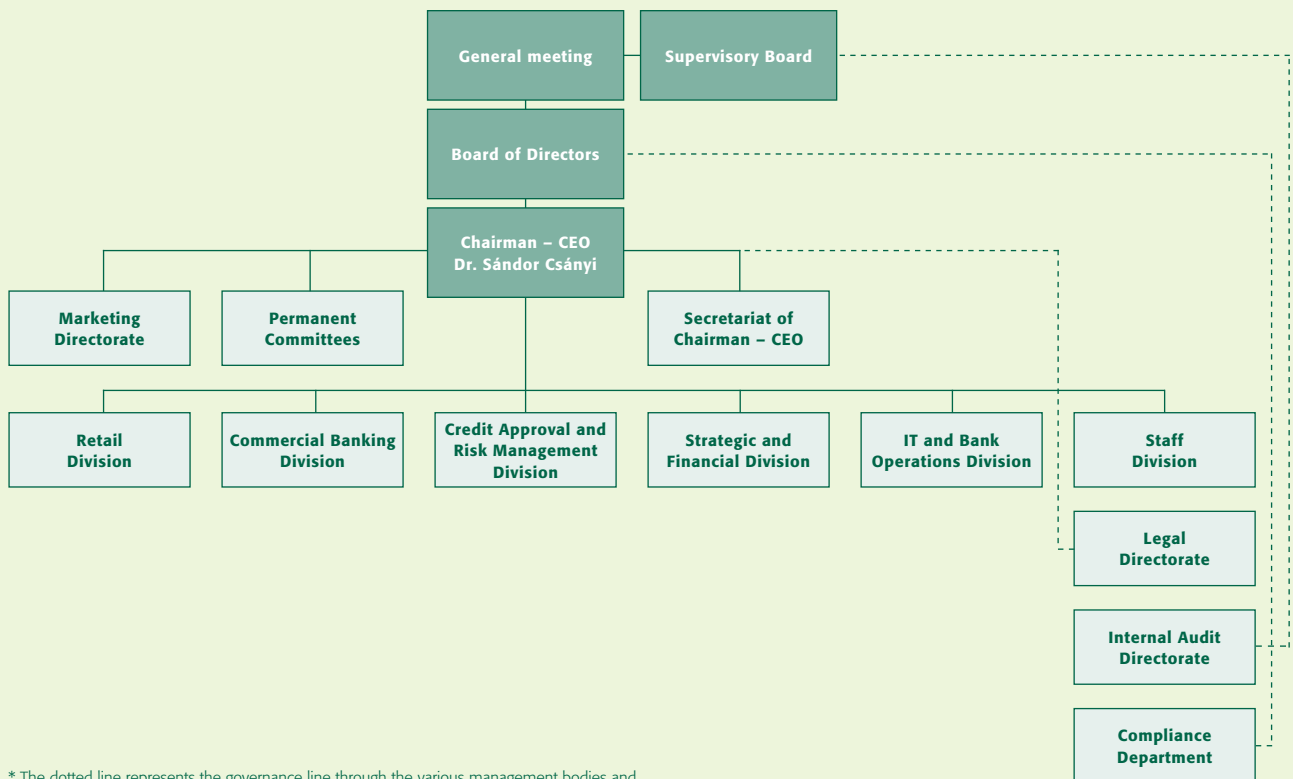 General meeting
Supervisory Board
Board of Directors
Chairman – CEO
Dr. Sándor Csányi
Marketing
Directorate
Permanent
Committees
Secretariat of
Chairman – CEO
Retail
Division
Commercial Banking
Division
Credit Approval and
Risk Management
Division
Strategic and
Financial Division
IT and Bank
Operations Division
Staff
Division
Legal
Directorate
Internal Audit
Directorate
Compliance
Department
* The dotted line represents the governance line through the various management bodies and